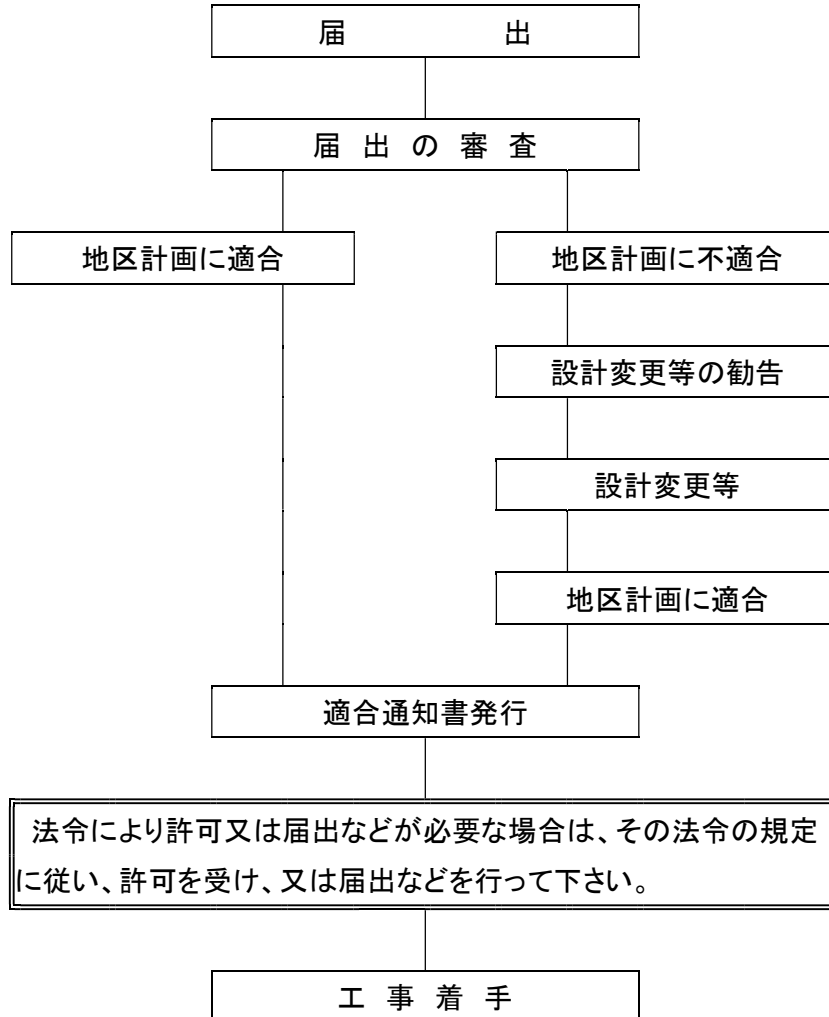 届出
届出の審査
地区計画に適合
地区計画に不適合
設計変更等の勧告
設計変更等
地区計画に適合
適合通知書発行
法令により許可又は届出などが必要な場合は、その法令の規定
に従い、許可を受け、又は届出などを行って下さい。
工事着手